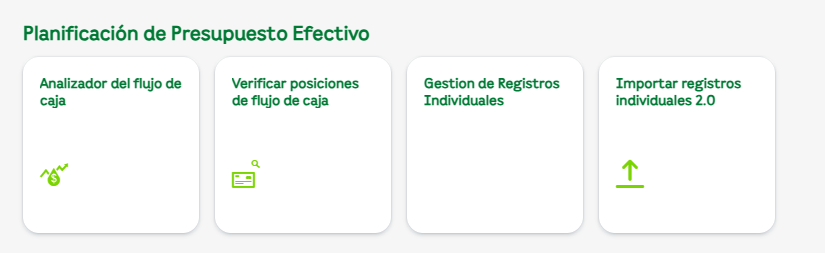 Planificación de Presupuesto Efectivo
Analizador del flujo de
caja
Verificar posiciones
de flujo de caja
Gestion de Registros
Individuales
Importar registros
individuales 2.0
$